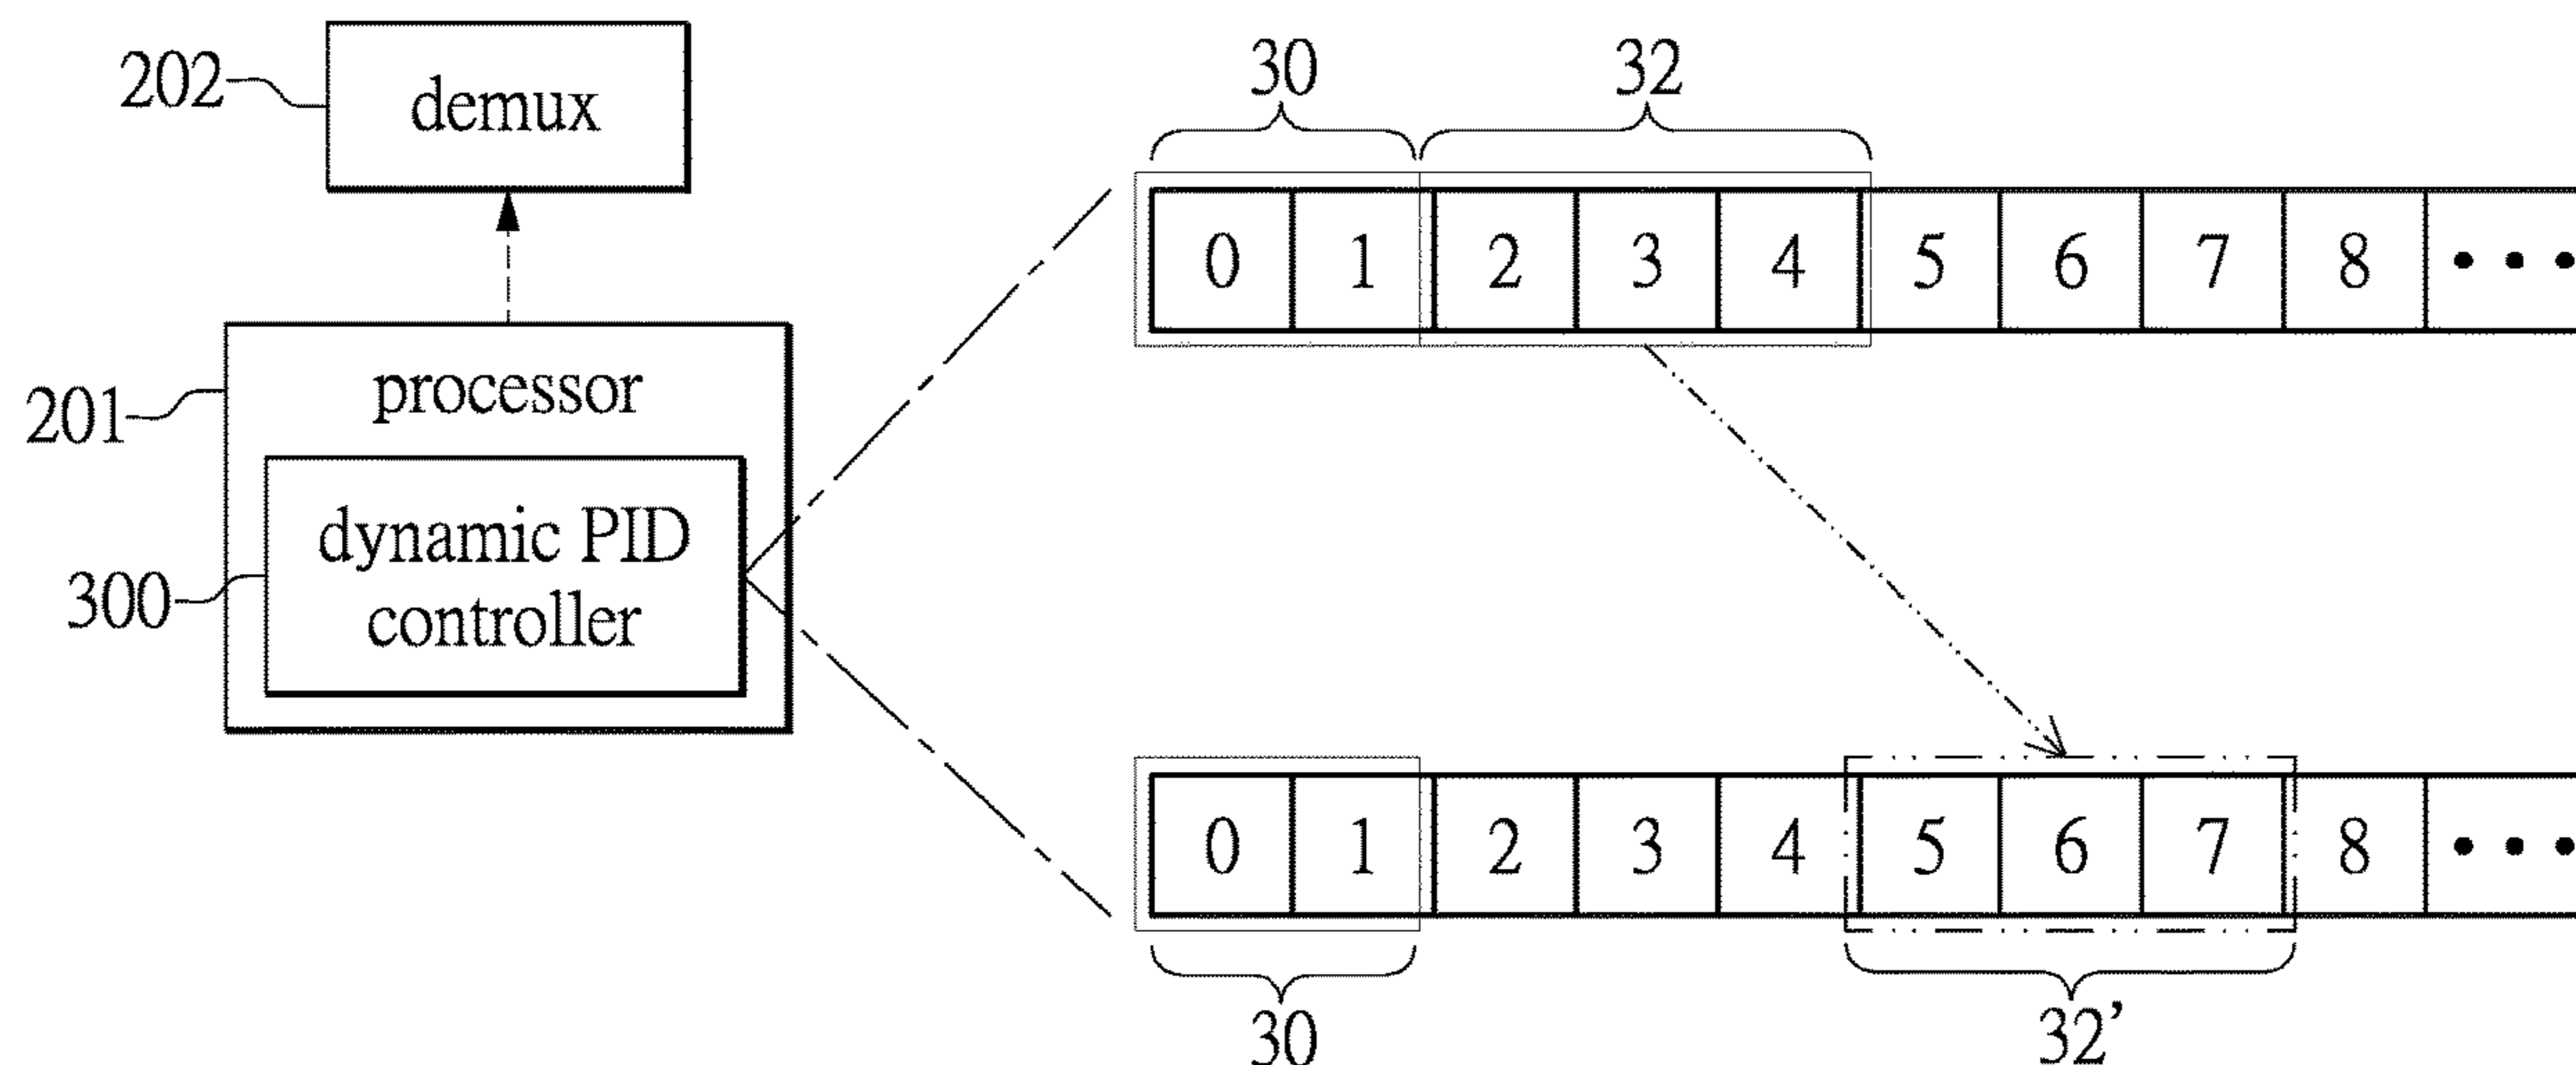 202
demux
201
processor
300
dynamic PID
controller
30 32
0 1 2 3 4 5 6 7 8 • • •
0 1 2 3 4 5 6 7 8 • • •
30 32’